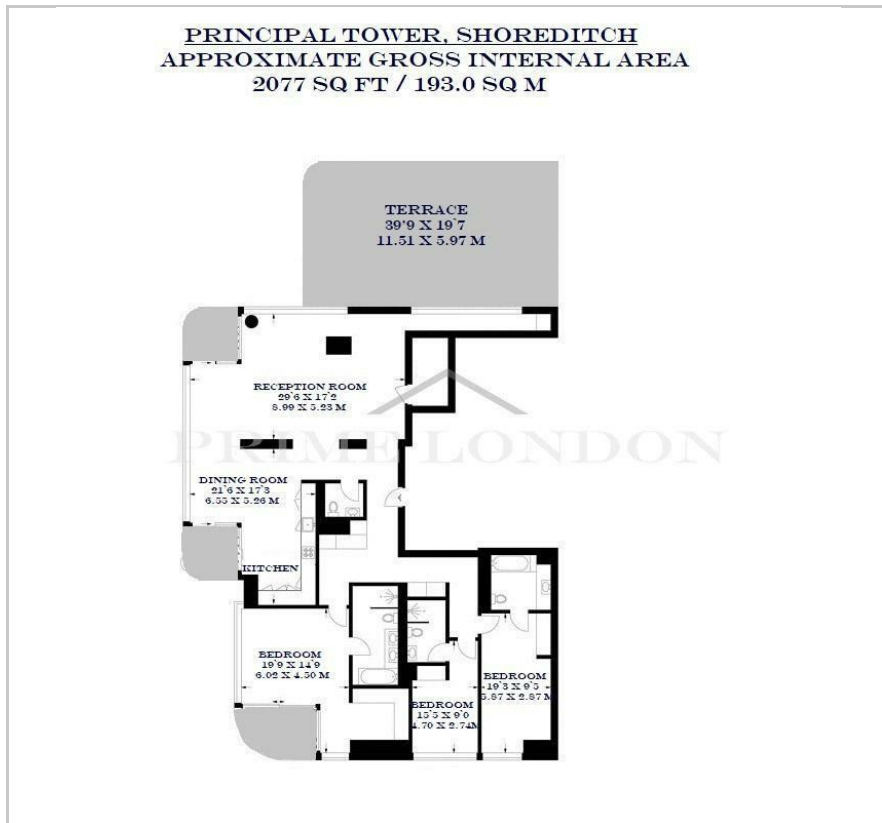 PRINCIPAL TOWER, SHOREDITCH
APPROXIMATE GROSS INTERNAL AREA
2077 SQ FT / 193.0 SQ M
TERRACE
39'9 X 19'7
11.51 X 5.97 M
RECEPTION ROOM
29'6 X 17'2
8.99 X 5.23 M
PRIME LONDON
DINING ROOM
21'6 X 17'3
6.55 X 5.26 M
KITCHEN
BEDROOM
19'9 X 14'9
6.02 X 4.50 M
BEDROOM
15'5 X 9'0
4.70 X 2.74M
BEDROOM
19'3 X 9'5
5.87 X 2.87M